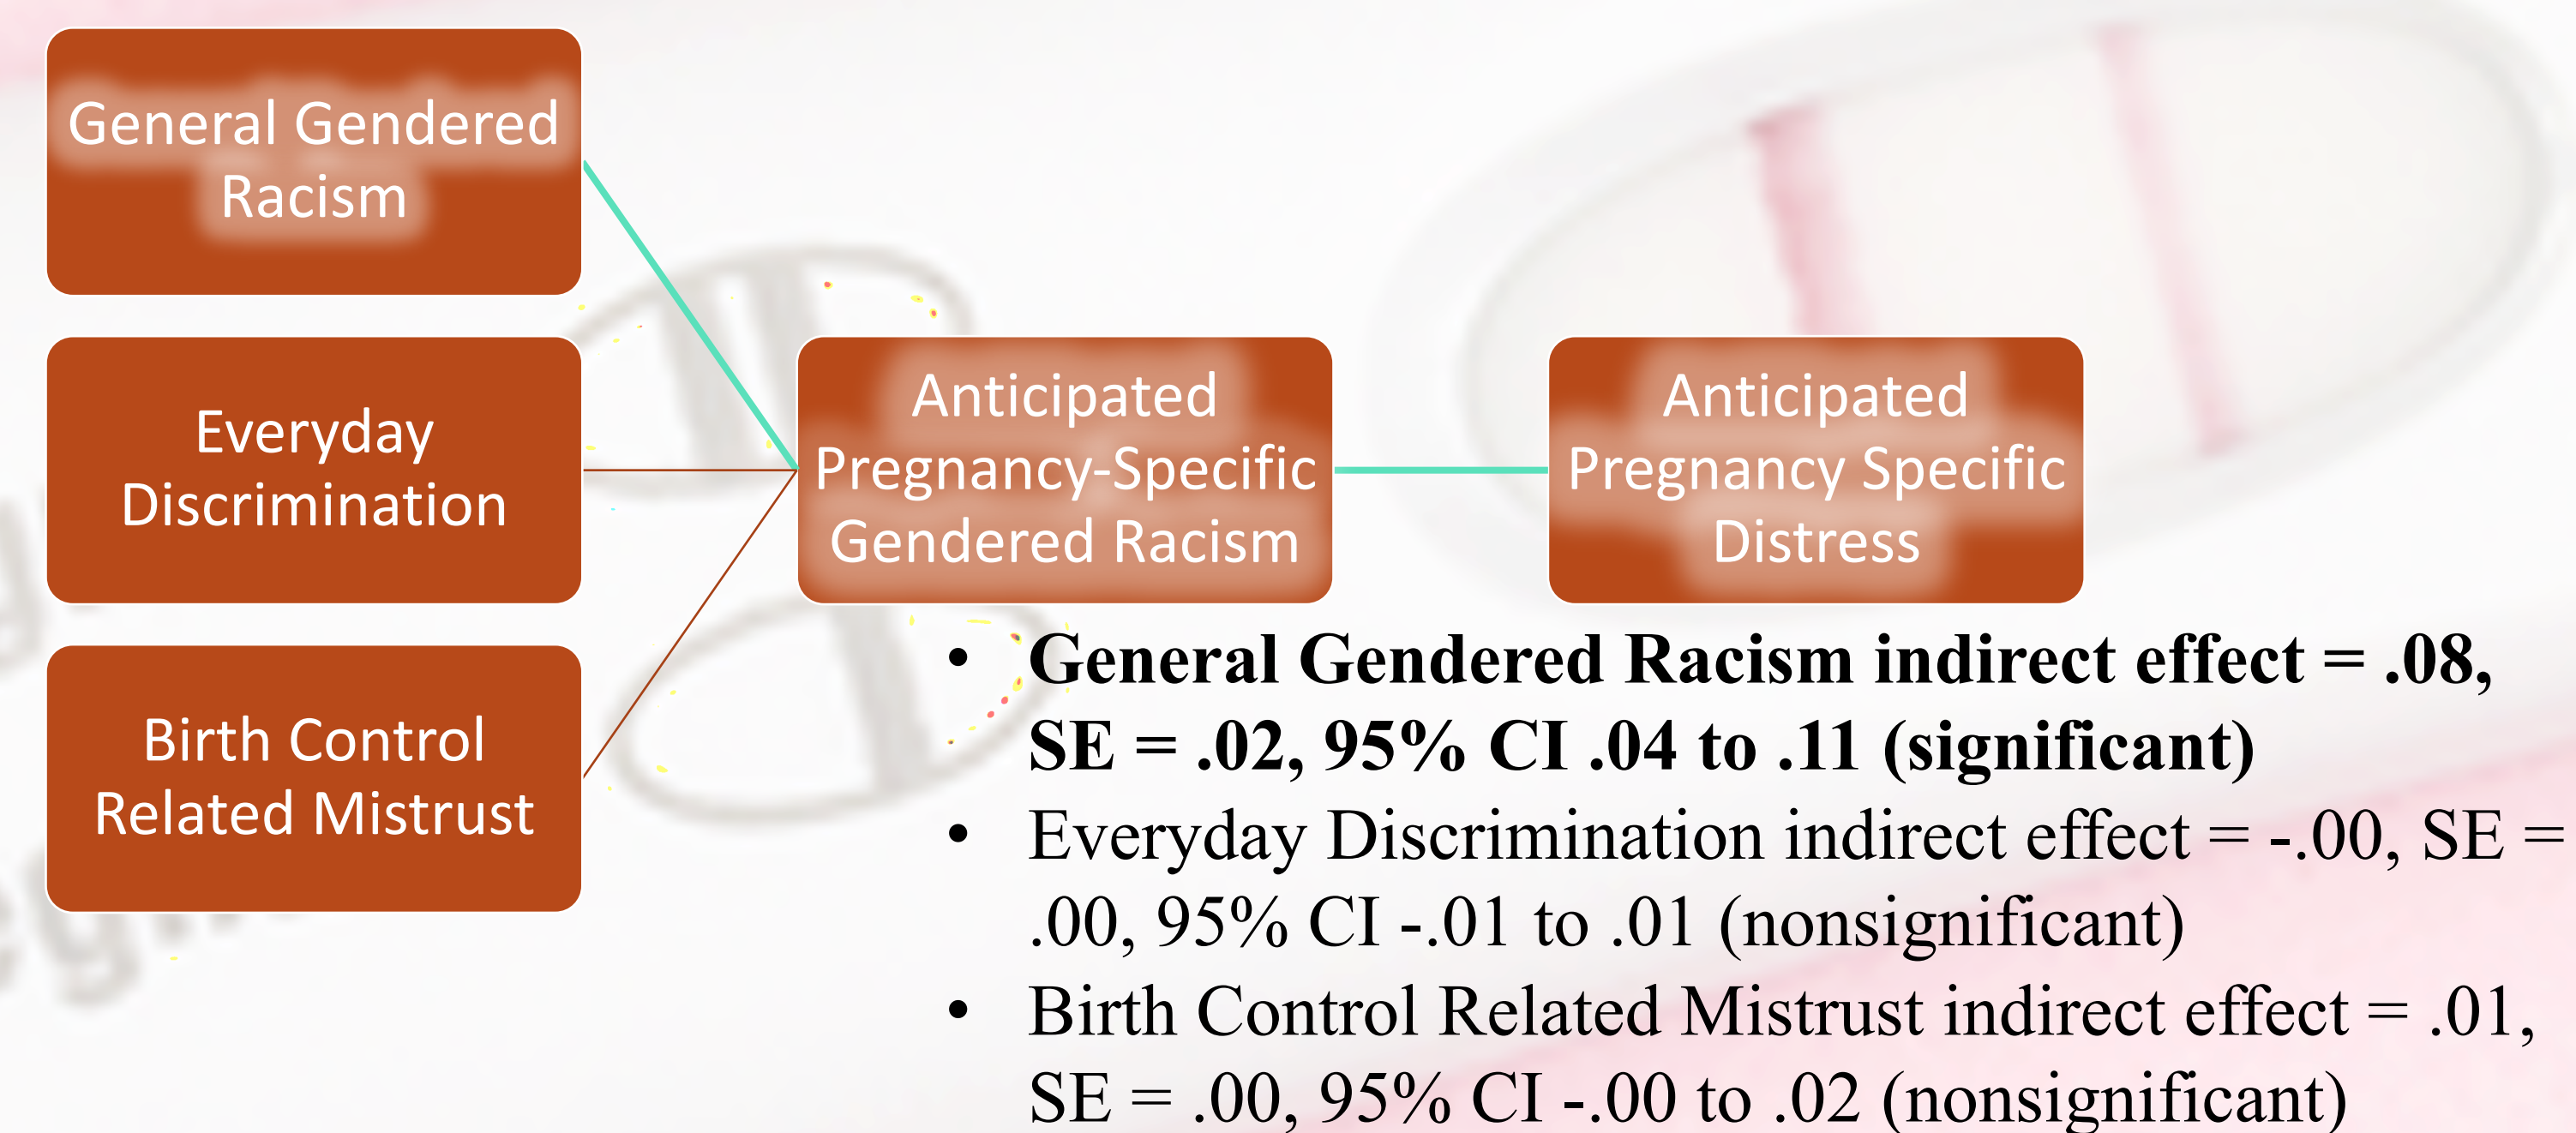 General Gendered
Racism
Everyday
Discrimination
Birth Control
Related Mistrust
Anticipated
Pregnancy-Specific
Gendered Racism
Anticipated
Pregnancy Specific
Distress
• General Gendered Racism indirect effect = .08,
SE = .02, 95% CI .04 to .11 (significant)
• Everyday Discrimination indirect effect = -.00, SE =
.00, 95% CI -.01 to .01 (nonsignificant)
• Birth Control Related Mistrust indirect effect = .01,
SE = .00, 95% CI -.00 to .02 (nonsignificant)